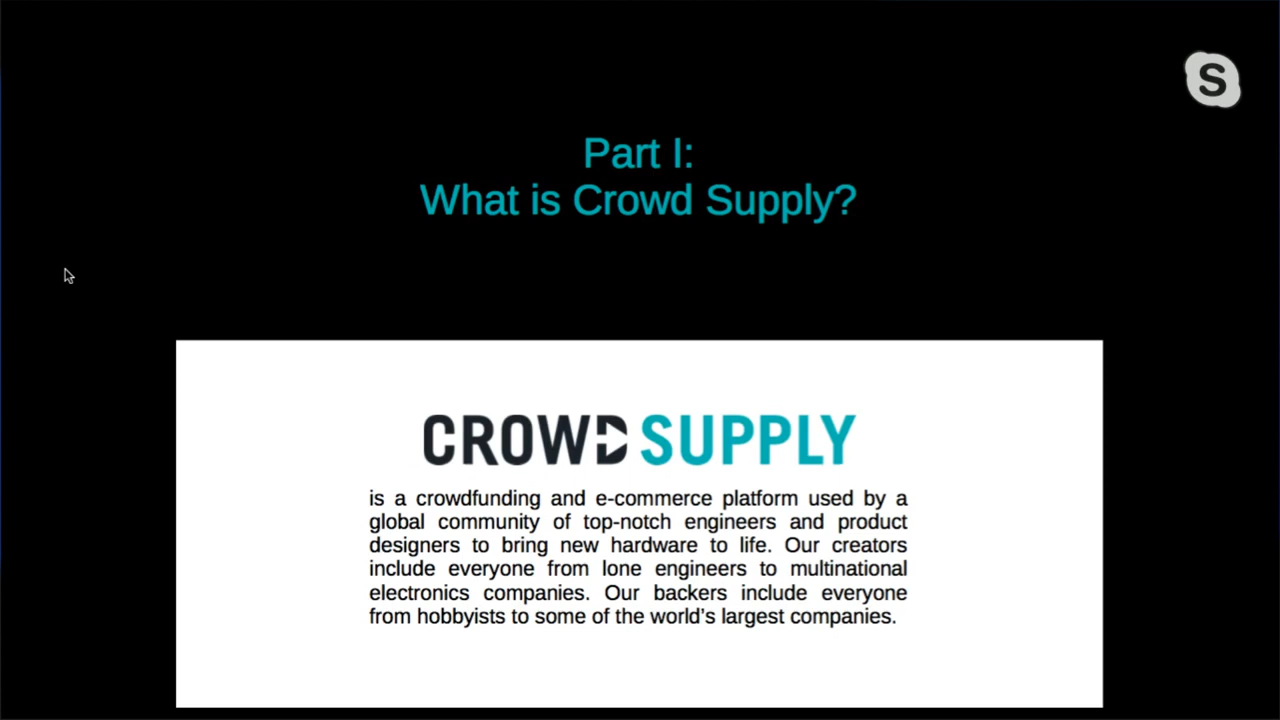 S
Part I:
What is Crowd Supply?
CROWD SUPPLY
is a crowdfunding and e-commerce platform used by a
global community of top-notch engineers and product
designers to bring new hardware to life. Our creators
include everyone from lone engineers to multinational
electronics companies. Our backers include everyone
from hobbyists to some of the world’s largest companies.